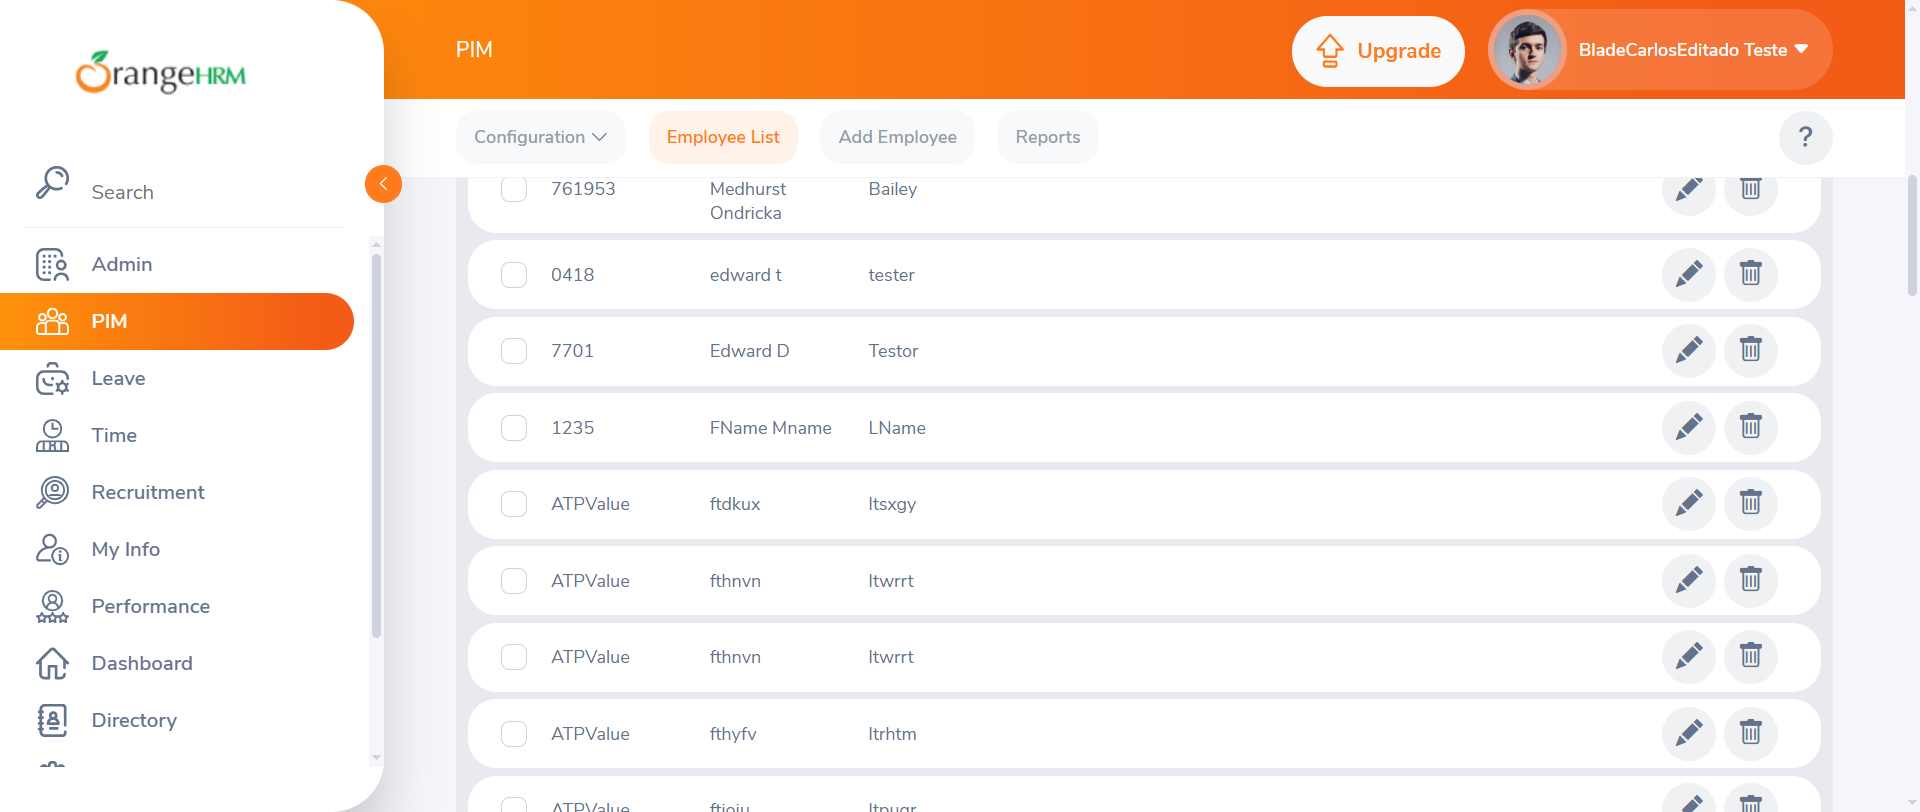 OrangeHRM
PIM
Upgrade
BladeCarlosEditado Teste
Configuration
Employee List
Add Employee
Reports
?
Search
Admin
PIM
Leave
Time
Recruitment
My Info
Performance
Dashboard
Directory
761953 Medhurst Bailey
Ondricka
0418 edward t tester
7701 Edward D Testor
1235 FName Mname LName
ATPValue ftdkux ltsxgy
ATPValue fthnvn ltwrrt
ATPValue fthnvn ltwrrt
ATPValue fthyfv ltrhtm
ATPValue